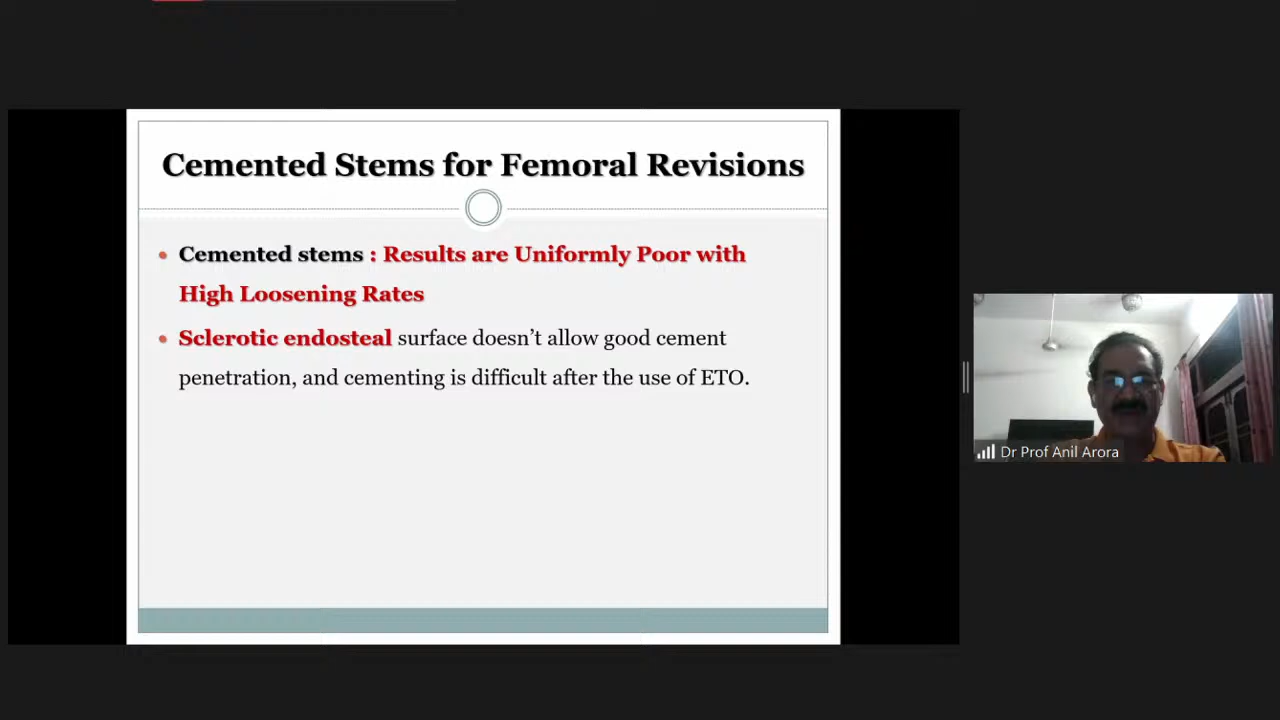 Cemented Stems for Femoral Revisions
Cemented stems : Results are Uniformly Poor with
High Loosening Rates
Sclerotic endosteal surface doesn’t allow good cement
penetration, and cementing is difficult after the use of ETO.
Dr Prof Anil Arora